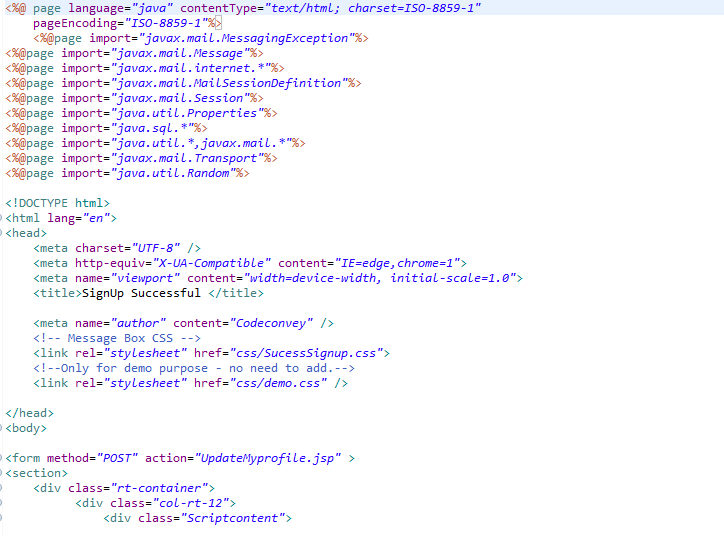 <%@ page language="java" contentType="text/html; charset=ISO-8859-1"
    pageEncoding="ISO-8859-1"%>
    <%@page import="javax.mail.MessagingException"%>
<%@page import="javax.mail.Message"%>
<%@page import="javax.mail.internet.*"%>
<%@page import="javax.mail.MailSessionDefinition"%>
<%@page import="javax.mail.Session"%>
<%@page import="java.util.Properties"%>
<%@page import="java.sql.*"%>
<%@page import="java.util.*,javax.mail.*"%>
<%@page import="javax.mail.Transport"%>
<%@page import="java.util.Random"%>

<!DOCTYPE html>
<html lang="en">
<head>
    <meta charset="UTF-8" />
    <meta http-equiv="X-UA-Compatible" content="IE=edge,chrome=1">
    <meta name="viewport" content="width=device-width, initial-scale=1.0">
    <title>SignUp Successful </title>

    <meta name="author" content="Codeconvey" />
    <!-- Message Box CSS -->
    <link rel="stylesheet" href="css/SucessSignup.css">
    <!--Only for demo purpose - no need to add.-->
    <link rel="stylesheet" href="css/demo.css" />

</head>
<body>

<form method="POST" action="UpdateMyprofile.jsp" >
<section>
    <div class="rt-container">
          <div class="col-rt-12">
              <div class="Scriptcontent">